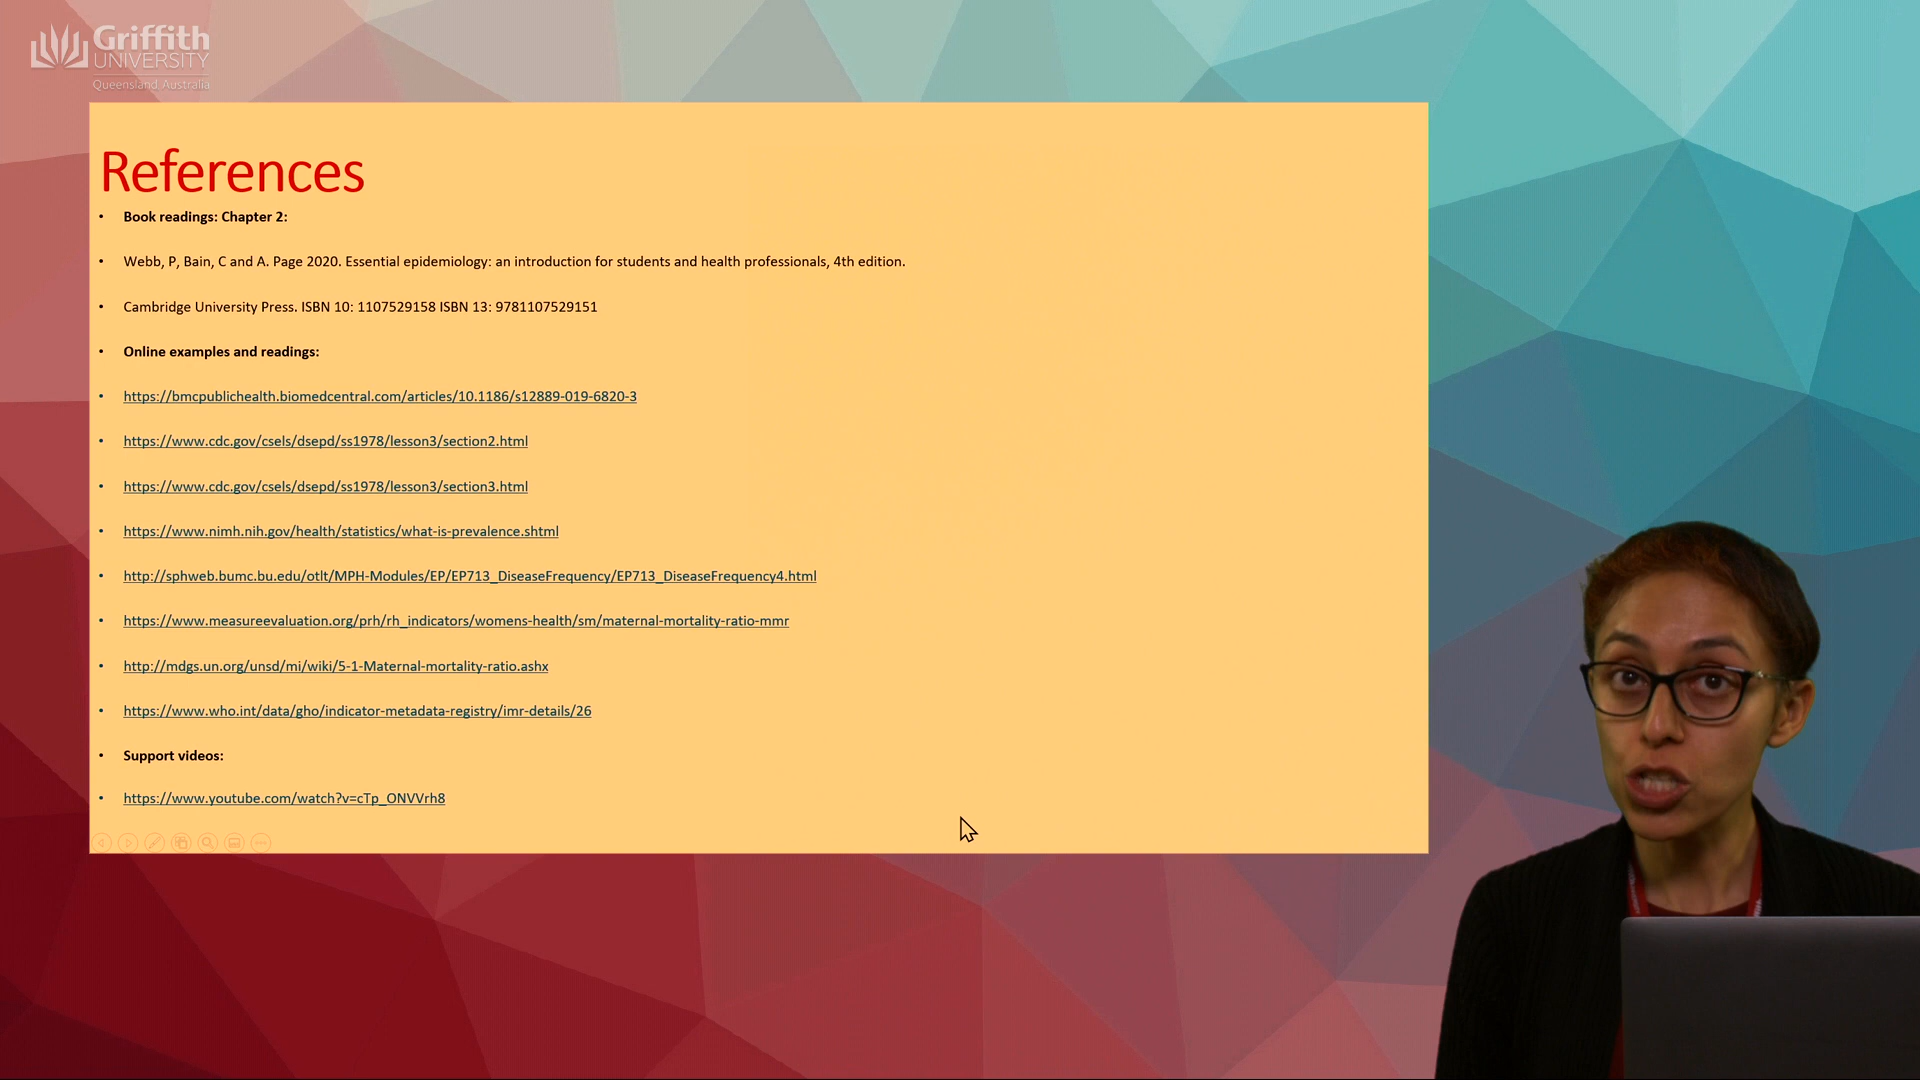 Griffith
UNIVERSITY
Queensland Australia
References
• Book readings: Chapter 2:
• Webb, P, Bain, C and A. Page 2020. Essential epidemiology: an introduction for students and health professionals, 4th edition.
• Cambridge University Press. ISBN 10: 1107529158 ISBN 13: 9781107529151
• Online examples and readings:
• https://bmcpublichealth.biomedcentral.com/articles/10.1186/s12889-019-6820-3
• https://www.cdc.gov/csels/dsepd/ss1978/lesson3/section2.html
• https://www.cdc.gov/csels/dsepd/ss1978/lesson3/section3.html
• https://www.nimh.nih.gov/health/statistics/what-is-prevalence.shtml
• http://sphweb.bumc.bu.edu/otlt/MPH-Modules/EP/EP713_DiseaseFrequency/EP713_DiseaseFrequency4.html
• https://www.measureevaluation.org/prh/rh_indicators/womens-health/sm/maternal-mortality-ratio-mmr
• http://mdgs.un.org/unsd/mi/wiki/5-1-Maternal-mortality-ratio.ashx
• https://www.who.int/data/gho/indicator-metadata-registry/imr-details/26
• Support videos:
• https://www.youtube.com/watch?v=cTp_ONVVrh8